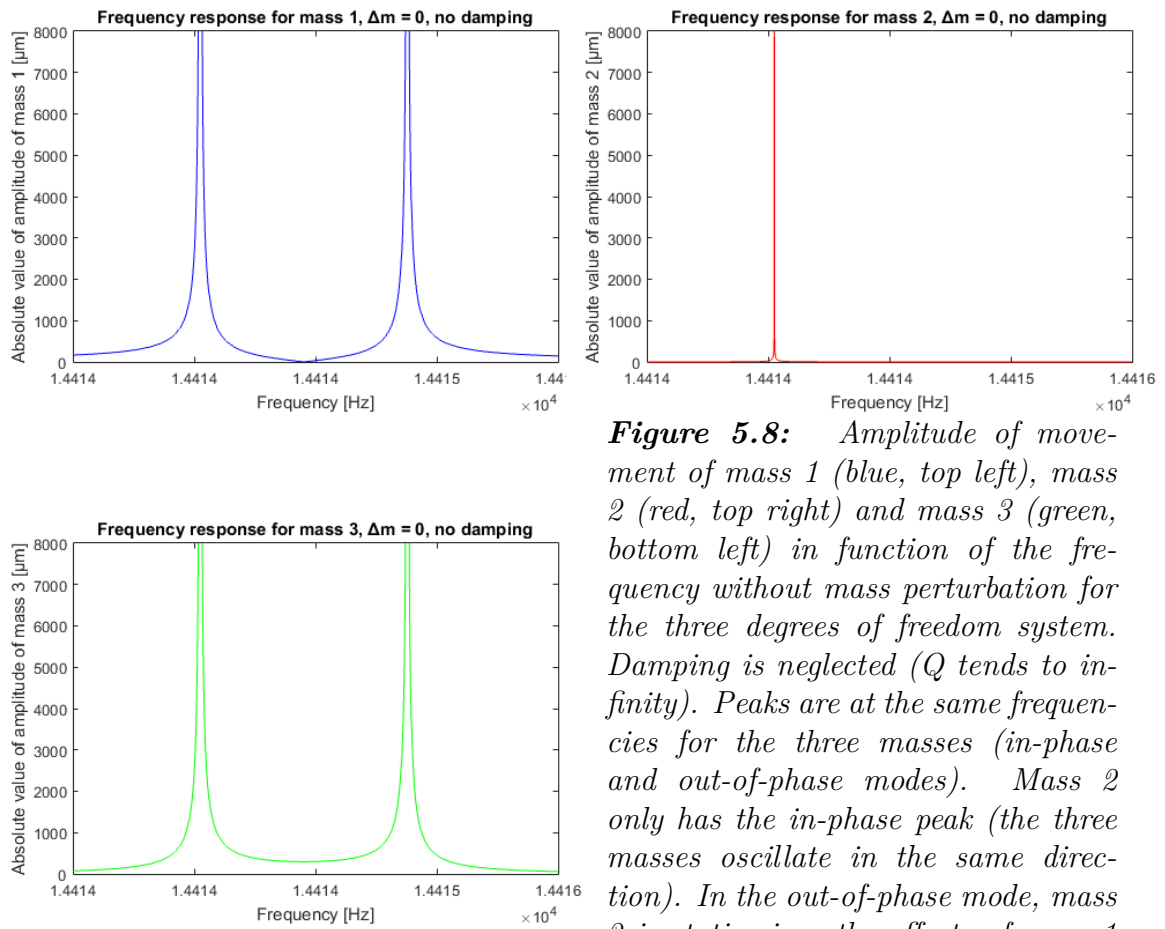 Frequency response for mass 1, Δm = 0, no damping
Absolute value of amplitude of mass 1 [µm]
8000
7000
6000
5000
4000
3000
2000
1000
0
1.4414 1.4414 1.4414 1.4415 1.441
Frequency [Hz]
×10⁴
Frequency response for mass 2, Δm = 0, no damping
Absolute value of amplitude of mass 2 [µm]
8000
7000
6000
5000
4000
3000
2000
1000
0
1.4414 1.4414 1.4414 1.4415 1.4416
Frequency [Hz]
×10⁴
Frequency response for mass 3, Δm = 0, no damping
Absolute value of amplitude of mass 3 [µm]
8000
7000
6000
5000
4000
3000
2000
1000
0
1.4414 1.4414 1.4414 1.4415 1.4416
Frequency [Hz]
×10⁴
Figure 5.8: Amplitude of move-
ment of mass 1 (blue, top left), mass
2 (red, top right) and mass 3 (green,
bottom left) in function of the fre-
quency without mass perturbation for
the three degrees of freedom system.
Damping is neglected (Q tends to in-
finity). Peaks are at the same frequen-
cies for the three masses (in-phase
and out-of-phase modes). Mass 2
only has the in-phase peak (the three
masses oscillate in the same direc-
tion). In the out-of-phase mode, mass